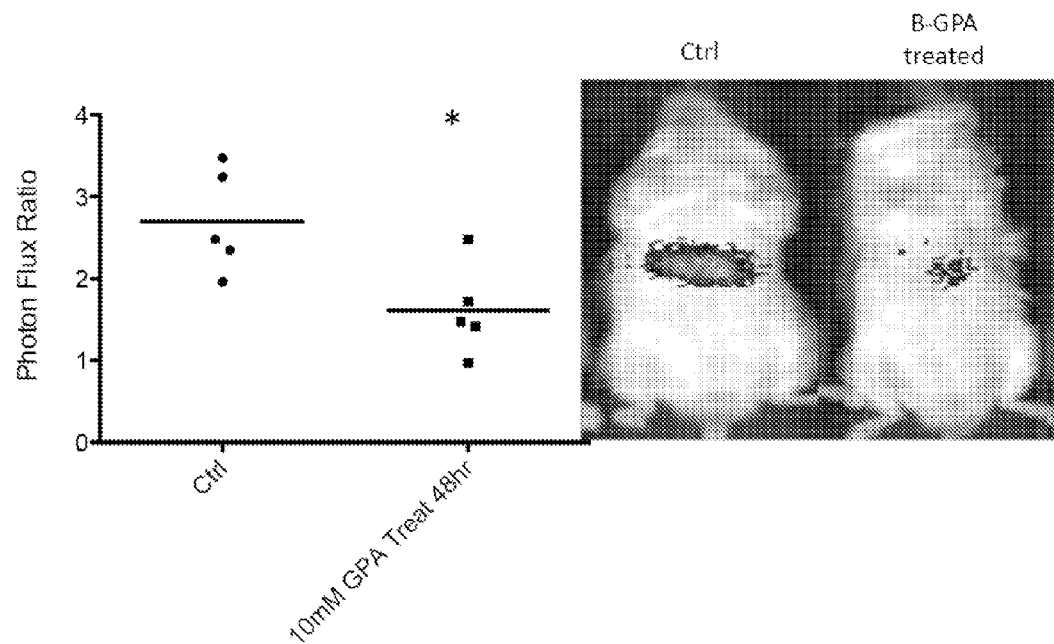 Ctrl
B-GPA
treated
4
3
2
1
0
Photon Flux Ratio
*
Ctrl
10mM GPA Treat 48hr